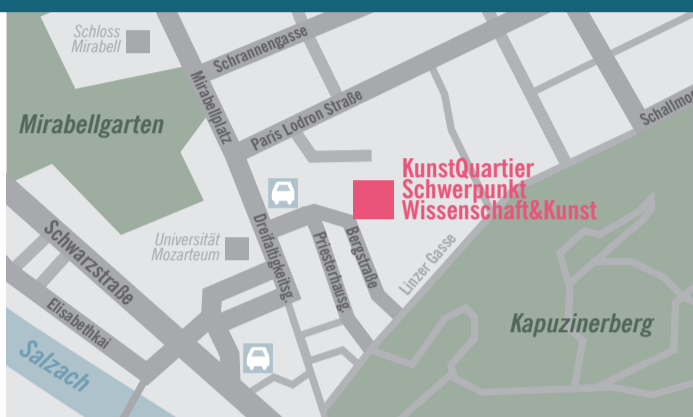 Schloss
Mirabell
Schrannengasse
Mirabellplatz
Paris Lodron Straße
Mirabellgarten
KunstQuartier
Schwerpunkt
Wissenschaft&Kunst
Schwarzstraße
Universität
Mozarteum
Dreifaltigkeitsg.
Priesterhausg.
Bergstraße
Linzer Gasse
Elisabethkai
Salzach
Kapuzinerberg